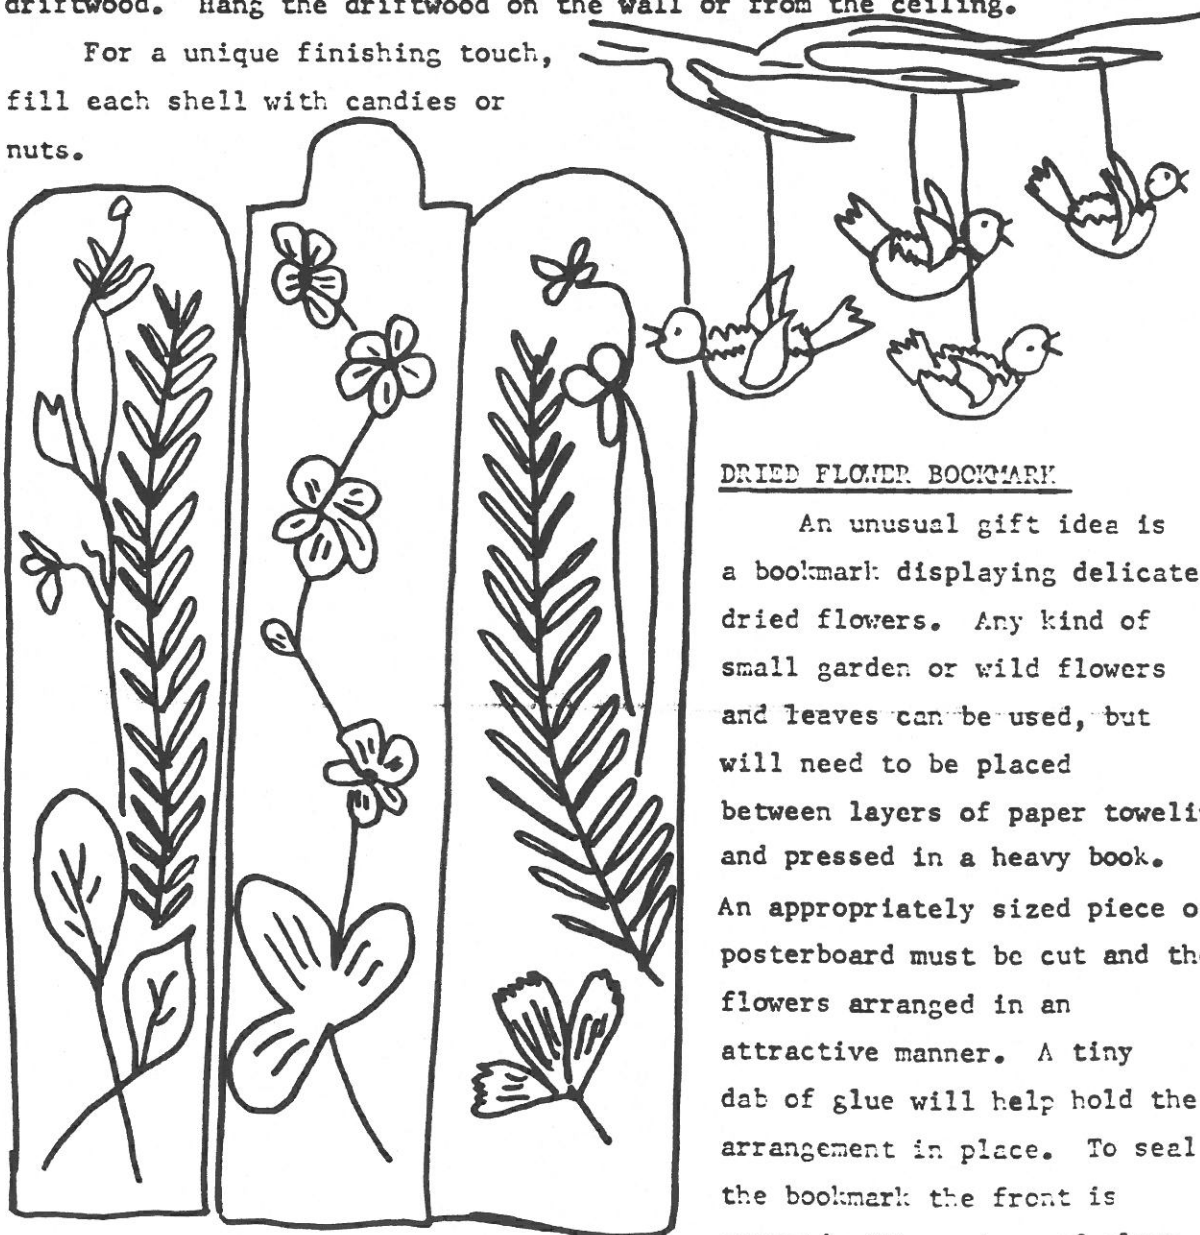 driftwood. Hang the driftwood on the wall or from the ceiling.
For a unique finishing touch,
fill each shell with candies or
nuts.
DRIED FLOWER BOOKMARK
An unusual gift idea is
a bookmark displaying delicate
dried flowers. Any kind of
small garden or wild flowers
and leaves can be used, but
will need to be placed
between layers of paper toweli
and pressed in a heavy book.
An appropriately sized piece o
posterboard must be cut and the
flowers arranged in an
attractive manner. A tiny
dab of glue will help hold the
arrangement in place. To seal
the bookmark the front is